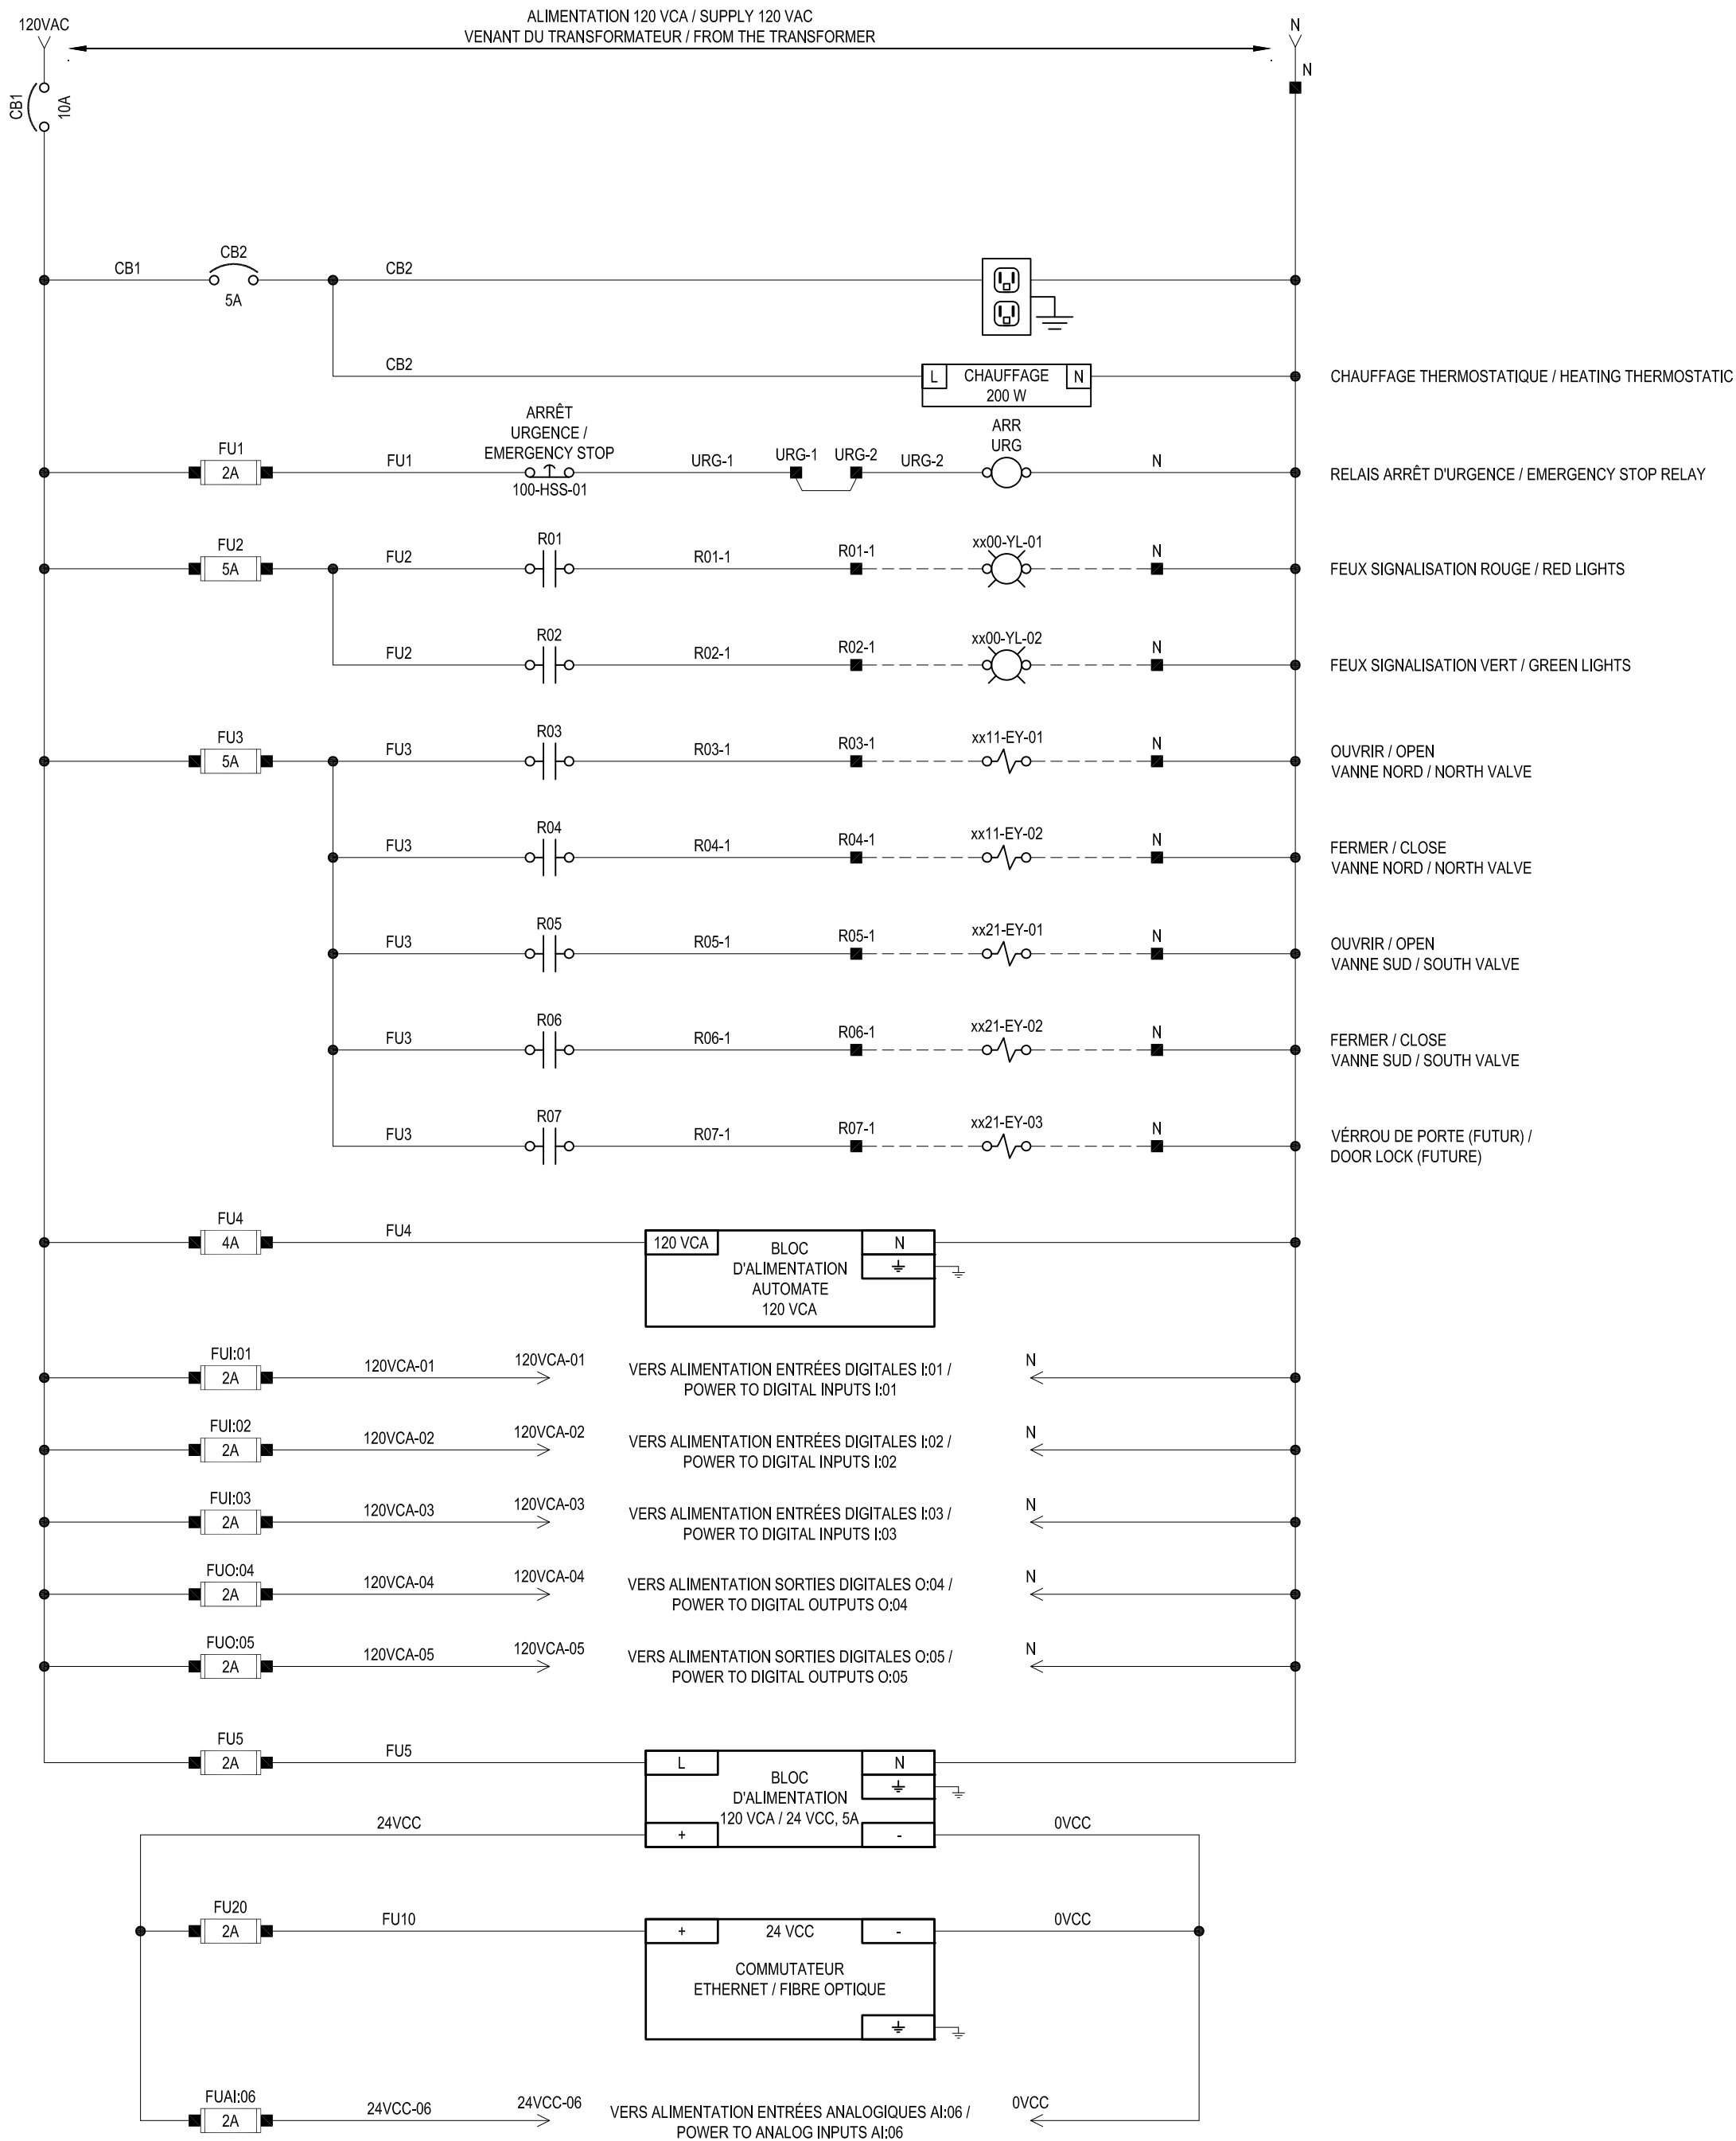 ALIMENTATION 120 VCA / SUPPLY 120 VAC
VENANT DU TRANSFORMATEUR / FROM THE TRANSFORMER
120VAC
N
N
CB1
10A
CB1
CB2
5A
CB2
CB2
L
CHAUFFAGE
200 W
N
CHAUFFAGE THERMOSTATIQUE / HEATING THERMOSTATIC
FU1
2A
FU1
ARRÊT
URGENCE /
EMERGENCY STOP
100-HSS-01
URG-1
URG-1
URG-2
URG-2
ARR
URG
N
RELAIS ARRÊT D'URGENCE / EMERGENCY STOP RELAY
FU2
5A
FU2
R01
R01-1
R01-1
xx00-YL-01
N
FEUX SIGNALISATION ROUGE / RED LIGHTS
FU2
R02
R02-1
R02-1
xx00-YL-02
N
FEUX SIGNALISATION VERT / GREEN LIGHTS
FU3
5A
FU3
R03
R03-1
R03-1
xx11-EY-01
N
OUVRIR / OPEN
VANNE NORD / NORTH VALVE
FU3
R04
R04-1
R04-1
xx11-EY-02
N
FERMER / CLOSE
VANNE NORD / NORTH VALVE
FU3
R05
R05-1
R05-1
xx21-EY-01
N
OUVRIR / OPEN
VANNE SUD / SOUTH VALVE
FU3
R06
R06-1
R06-1
xx21-EY-02
N
FERMER / CLOSE
VANNE SUD / SOUTH VALVE
FU3
R07
R07-1
R07-1
xx21-EY-03
N
VÉRROU DE PORTE (FUTUR) /
DOOR LOCK (FUTURE)
FU4
4A
FU4
120 VCA
BLOC
D'ALIMENTATION
AUTOMATE
120 VCA
N
FUI:01
2A
120VCA-01
120VCA-01
VERS ALIMENTATION ENTRÉES DIGITALES I:01 /
POWER TO DIGITAL INPUTS I:01
N
FUI:02
2A
120VCA-02
120VCA-02
VERS ALIMENTATION ENTRÉES DIGITALES I:02 /
POWER TO DIGITAL INPUTS I:02
N
FUI:03
2A
120VCA-03
120VCA-03
VERS ALIMENTATION ENTRÉES DIGITALES I:03 /
POWER TO DIGITAL INPUTS I:03
N
FUO:04
2A
120VCA-04
120VCA-04
VERS ALIMENTATION SORTIES DIGITALES O:04 /
POWER TO DIGITAL OUTPUTS O:04
N
FUO:05
2A
120VCA-05
120VCA-05
VERS ALIMENTATION SORTIES DIGITALES O:05 /
POWER TO DIGITAL OUTPUTS O:05
N
FU5
2A
FU5
L
BLOC
D'ALIMENTATION
120 VCA / 24 VCC, 5A
N
24VCC
+
-
0VCC
FU20
2A
FU10
+
24 VCC
-
0VCC
COMMUTATEUR
ETHERNET / FIBRE OPTIQUE
FUAI:06
2A
24VCC-06
24VCC-06
VERS ALIMENTATION ENTRÉES ANALOGIQUES AI:06 /
POWER TO ANALOG INPUTS AI:06
0VCC